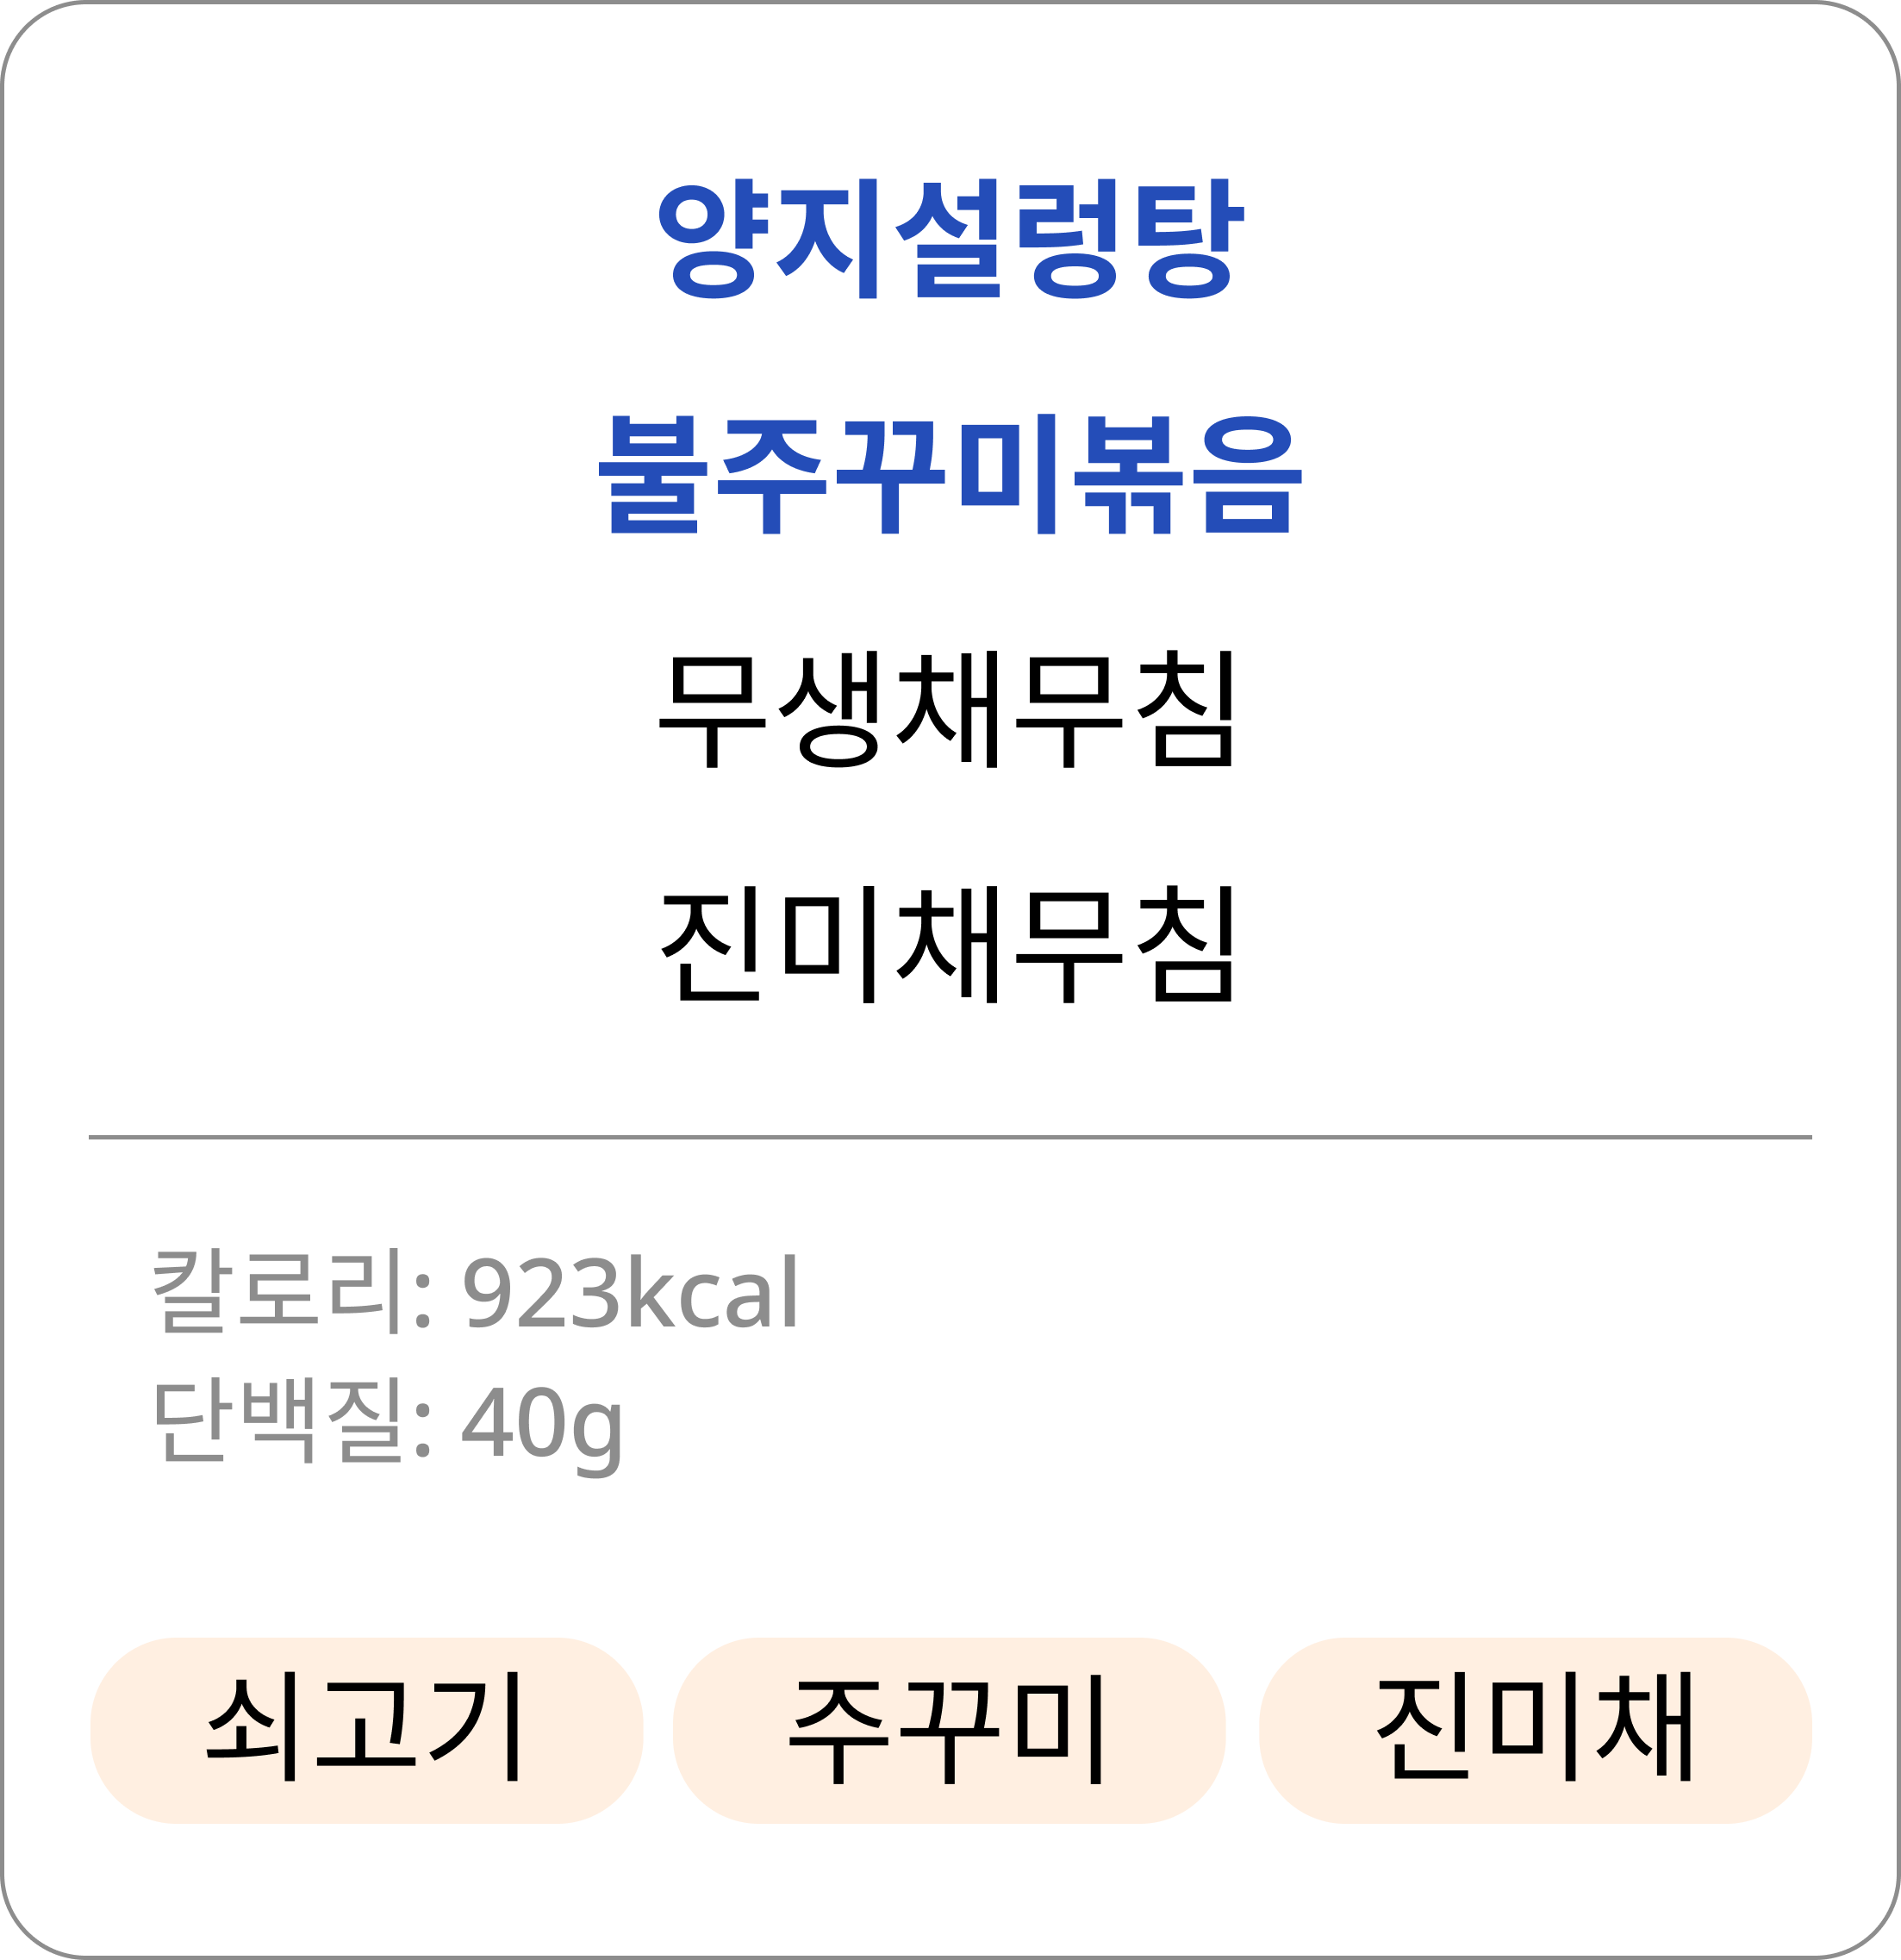 양지설렁탕
불주꾸미볶음
무생채무침
진미채무침
칼로리: 923kcal
단백질: 40g
쇠고기 주꾸미 진미채